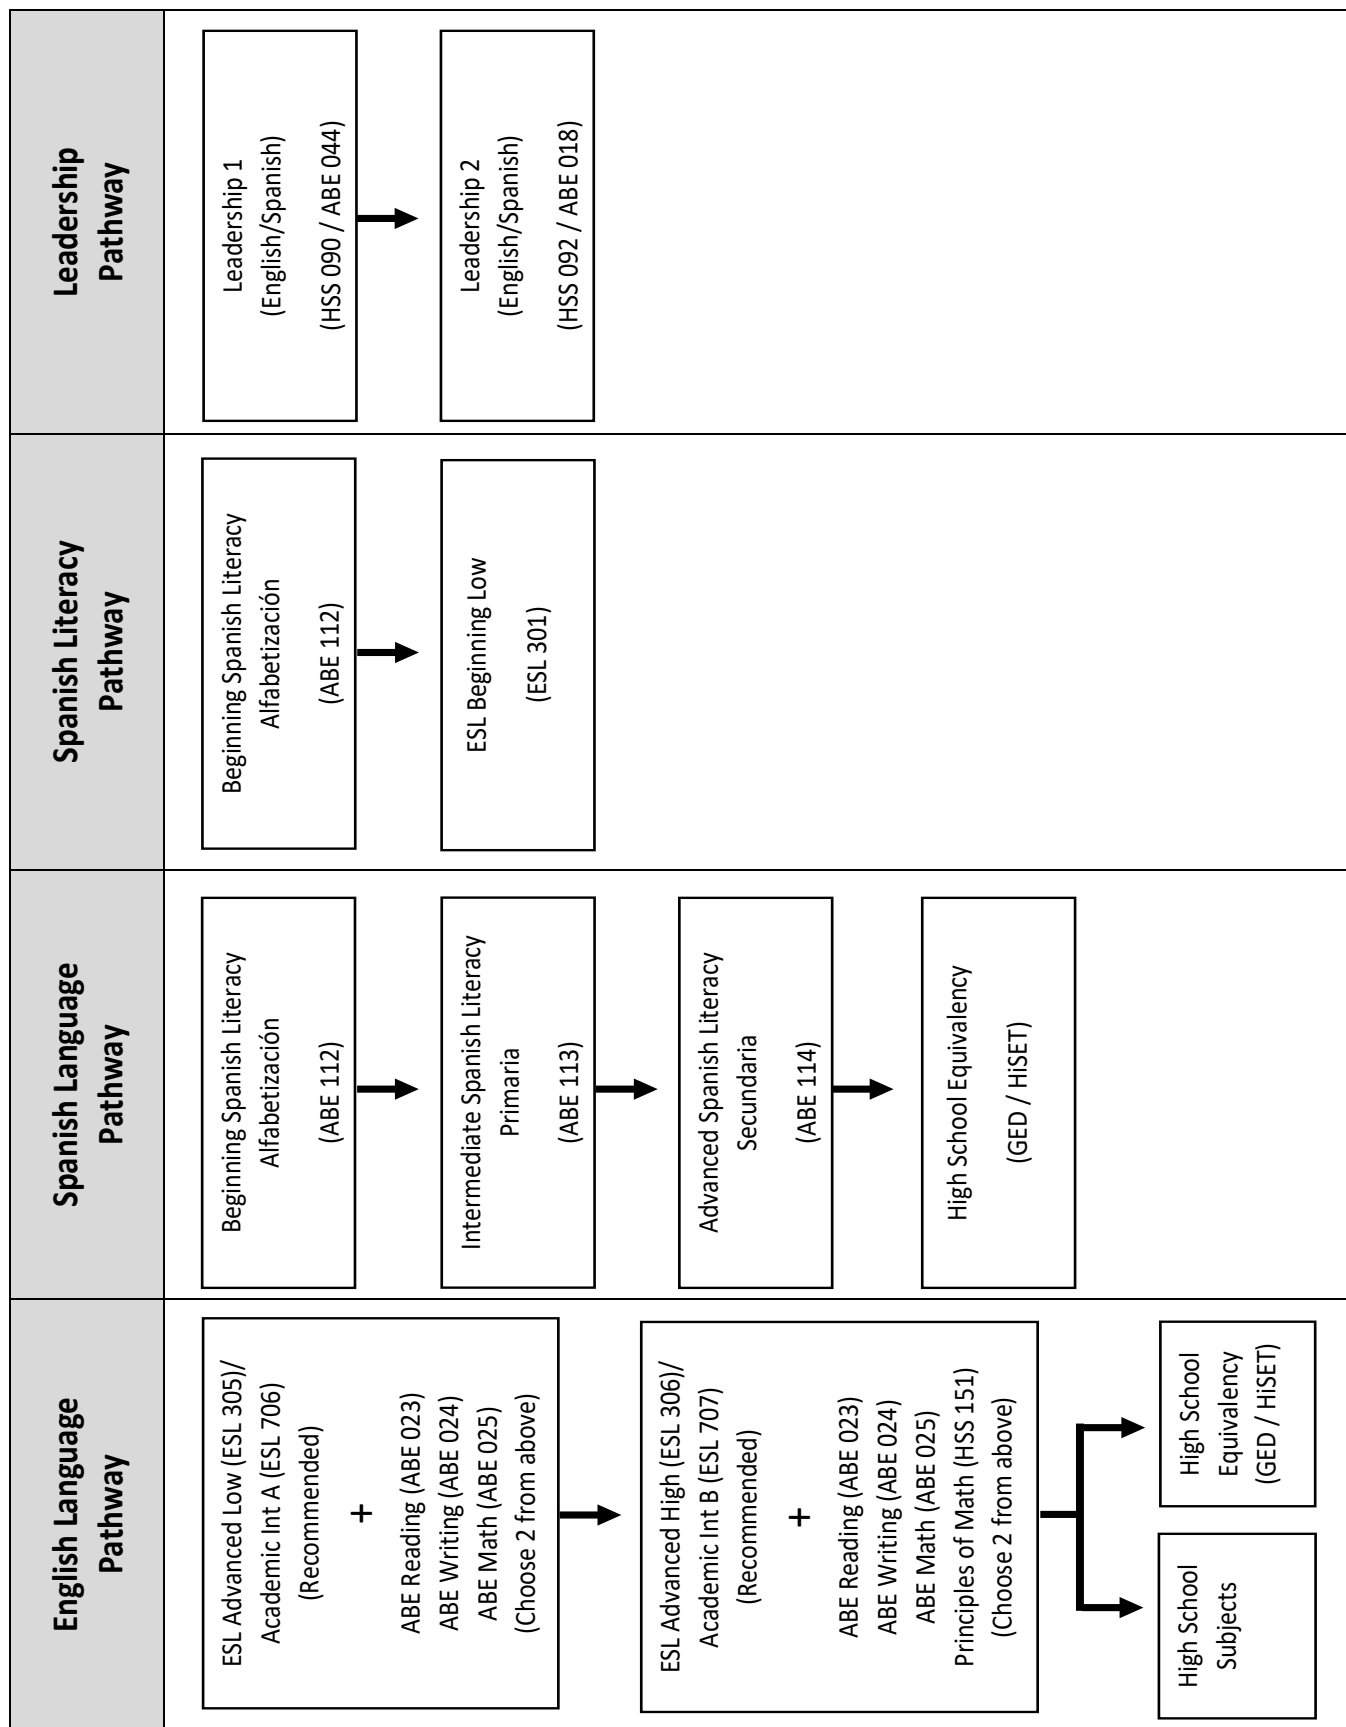 English Language
Pathway
ESL Advanced Low (ESL 305)/
Academic Int A (ESL 706)
(Recommended)
+
ABE Reading (ABE 023)
ABE Writing (ABE 024)
ABE Math (ABE 025)
(Choose 2 from above)
ESL Advanced High (ESL 306)/
Academic Int B (ESL 707)
(Recommended)
+
ABE Reading (ABE 023)
ABE Writing (ABE 024)
ABE Math (ABE 025)
Principles of Math (HSS 151)
(Choose 2 from above)
High School
Subjects
High School
Equivalency
(GED / HiSET)
Spanish Language
Pathway
Beginning Spanish Literacy
Alfabetización
(ABE 112)
Intermediate Spanish Literacy
Primaria
(ABE 113)
Advanced Spanish Literacy
Secundaria
(ABE 114)
High School Equivalency
(GED / HiSET)
Spanish Literacy
Pathway
Beginning Spanish Literacy
Alfabetización
(ABE 112)
ESL Beginning Low
(ESL 301)
Leadership
Pathway
Leadership 1
(English/Spanish)
(HSS 090 / ABE 044)
Leadership 2
(English/Spanish)
(HSS 092 / ABE 018)